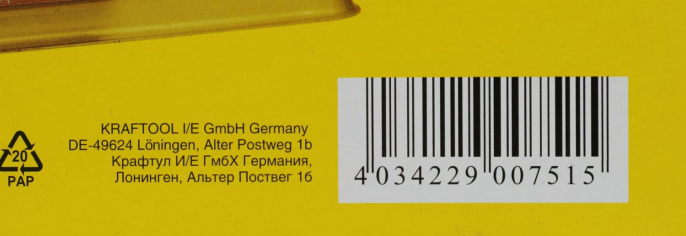 KRAFTOOL I/E GmbH Germany
DE-49624 Löningen, Alter Postweg 1b
Крафтул И/Е ГмбХ Германия,
Лонинген, Альтер Поствег 1б
20
PAP
4 034229 007515